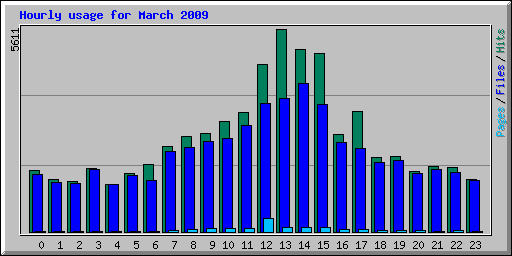 Hourly usage for March 2009
5611
Pages / Files / Hits
0 1 2 3 4 5 6 7 8 9 10 11 12 13 14 15 16 17 18 19 20 21 22 23